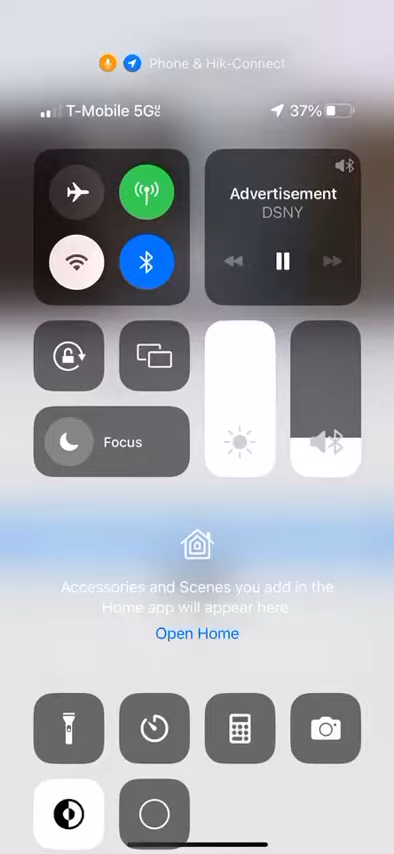 Phone & Hik-Connect
T-Mobile 5Gᵁc
37%
Advertisement
DSNY
Focus
Accessories and Scenes you add in the
Home app will appear here
Open Home